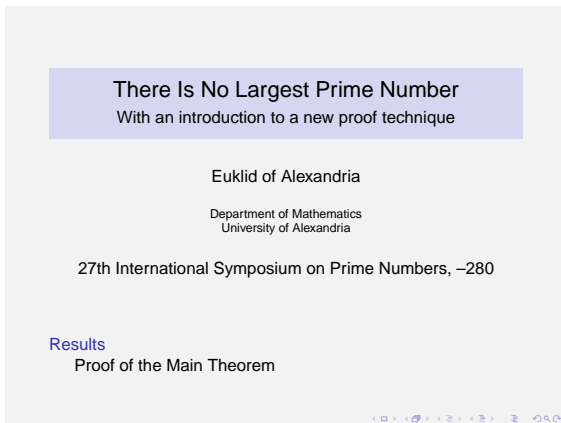 There Is No Largest Prime Number
With an introduction to a new proof technique
Euklid of Alexandria
Department of Mathematics
University of Alexandria
27th International Symposium on Prime Numbers, –280
Results
Proof of the Main Theorem